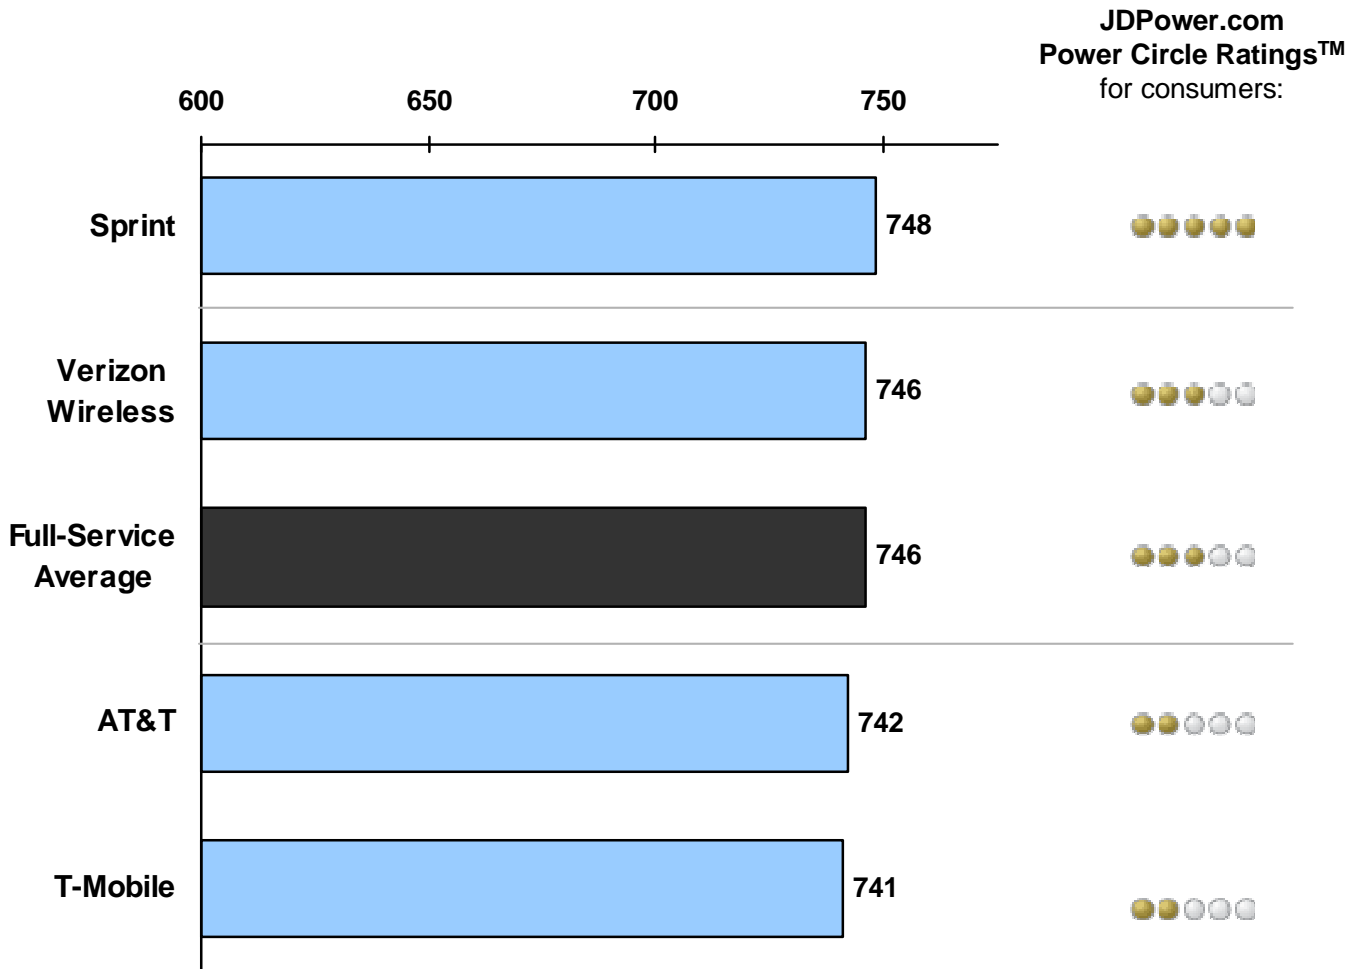 JDPower.com
Power Circle Ratings™
for consumers:
600 650 700 750
Sprint 748
Verizon
Wireless
746
Full-Service
Average
746
AT&T 742
T-Mobile 741